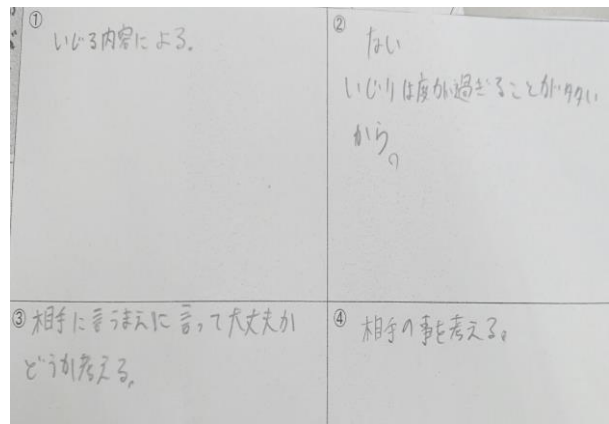 ①
いじる内容による。
②
ない
いじりは度が過ぎることが多い
から。
③相手に言うまえに言って大丈夫か
どうか考える。
④
相手の事を考える。